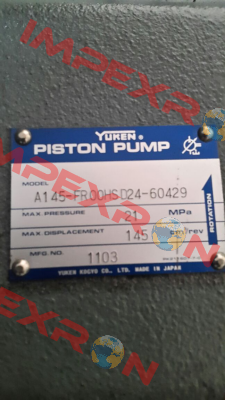 YUKEN®
PISTON PUMP
MODEL
A145-FR00HSD24-60429
MAX. PRESSURE 21 MPa
MAX. DISPLACEMENT 145 cm³/rev
MFG. NO. 1103
ROTATION
YUKEN KOGYO CO., LTD. MADE IN JAPAN
IMPEXRON
IMPEXRON